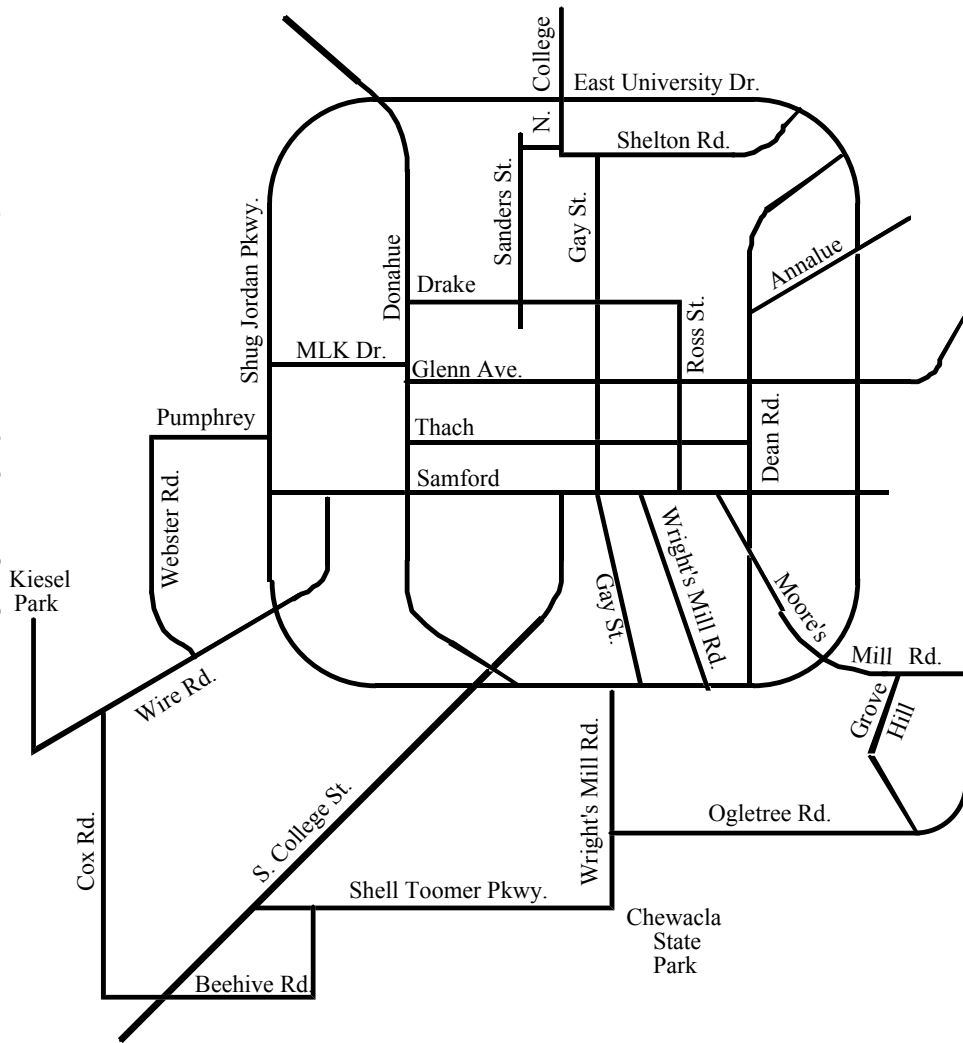 N. College
East University Dr.
Shelton Rd.
Sanders St.
Gay St.
Shug Jordan Pkwy.
Donahue
Drake
Annalue
MLK Dr.
Ross St.
Glenn Ave.
Pumphrey
Thach
Dean Rd.
Samford
Webster Rd.
Kiesel
Park
Wright's Mill Rd.
Gay St.
Moore's
Mill Rd.
Wire Rd.
Grove
Hill
Wright's Mill Rd.
Cox Rd.
S. College St.
Ogletree Rd.
Shell Toomer Pkwy.
Chewacla
State
Park
Beehive Rd.